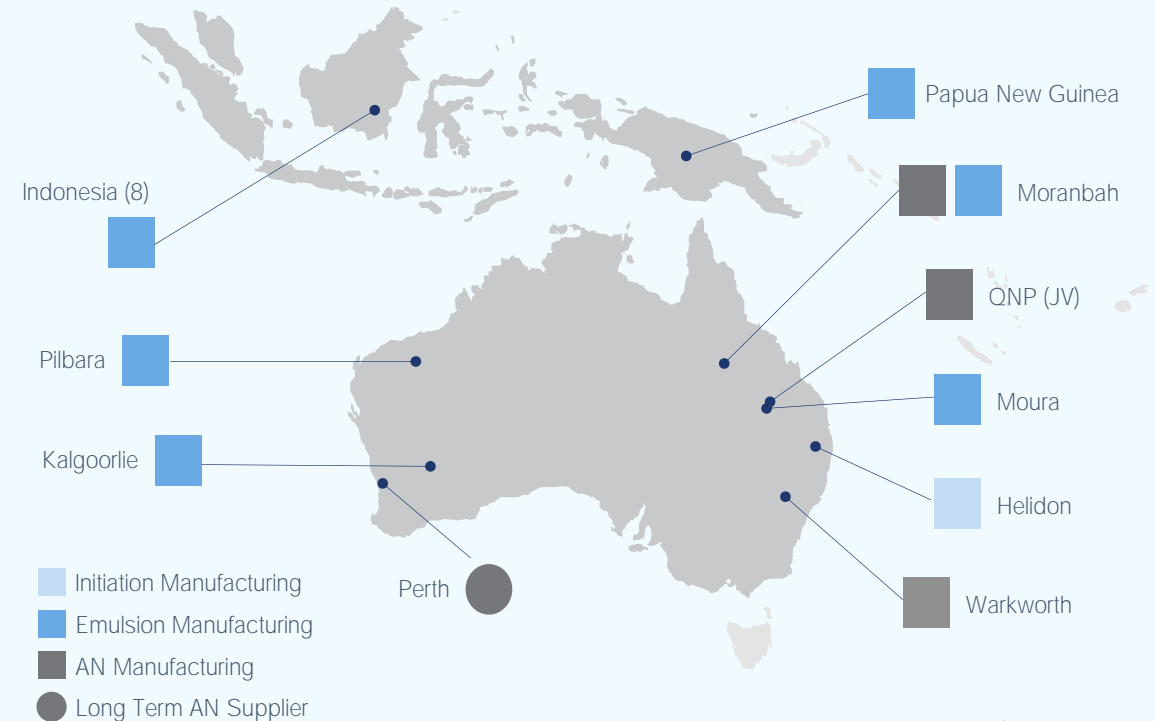 Papua New Guinea
Indonesia (8)
Moranbah
QNP (JV)
Pilbara
Moura
Kalgoorlie
Helidon
Perth
Warkworth
Initiation Manufacturing
Emulsion Manufacturing
AN Manufacturing
Long Term AN Supplier